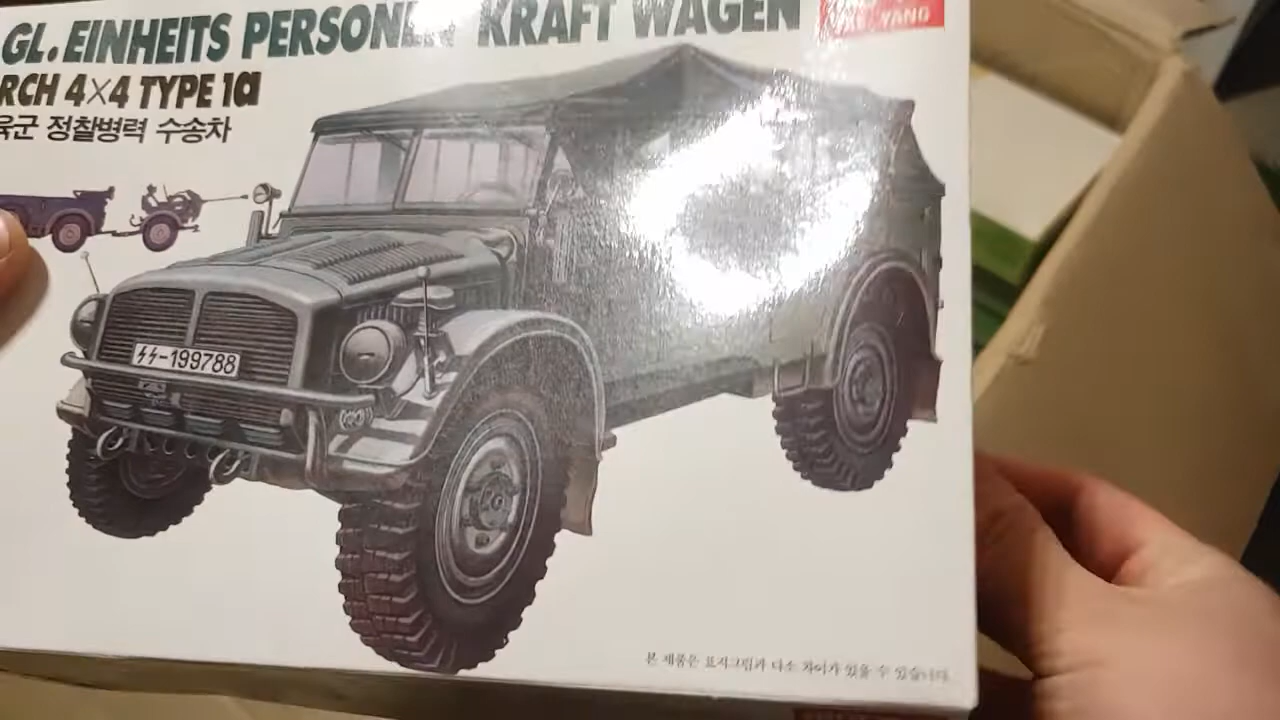 GL. EINHEITS KRAFT WAGEN
YANG
RCH 4×4 TYPE 1a
육군 정찰병력 수송차
ϟϟ-199788
본 제품은 표지그림과 다소 차이가 있을 수 있습니다.